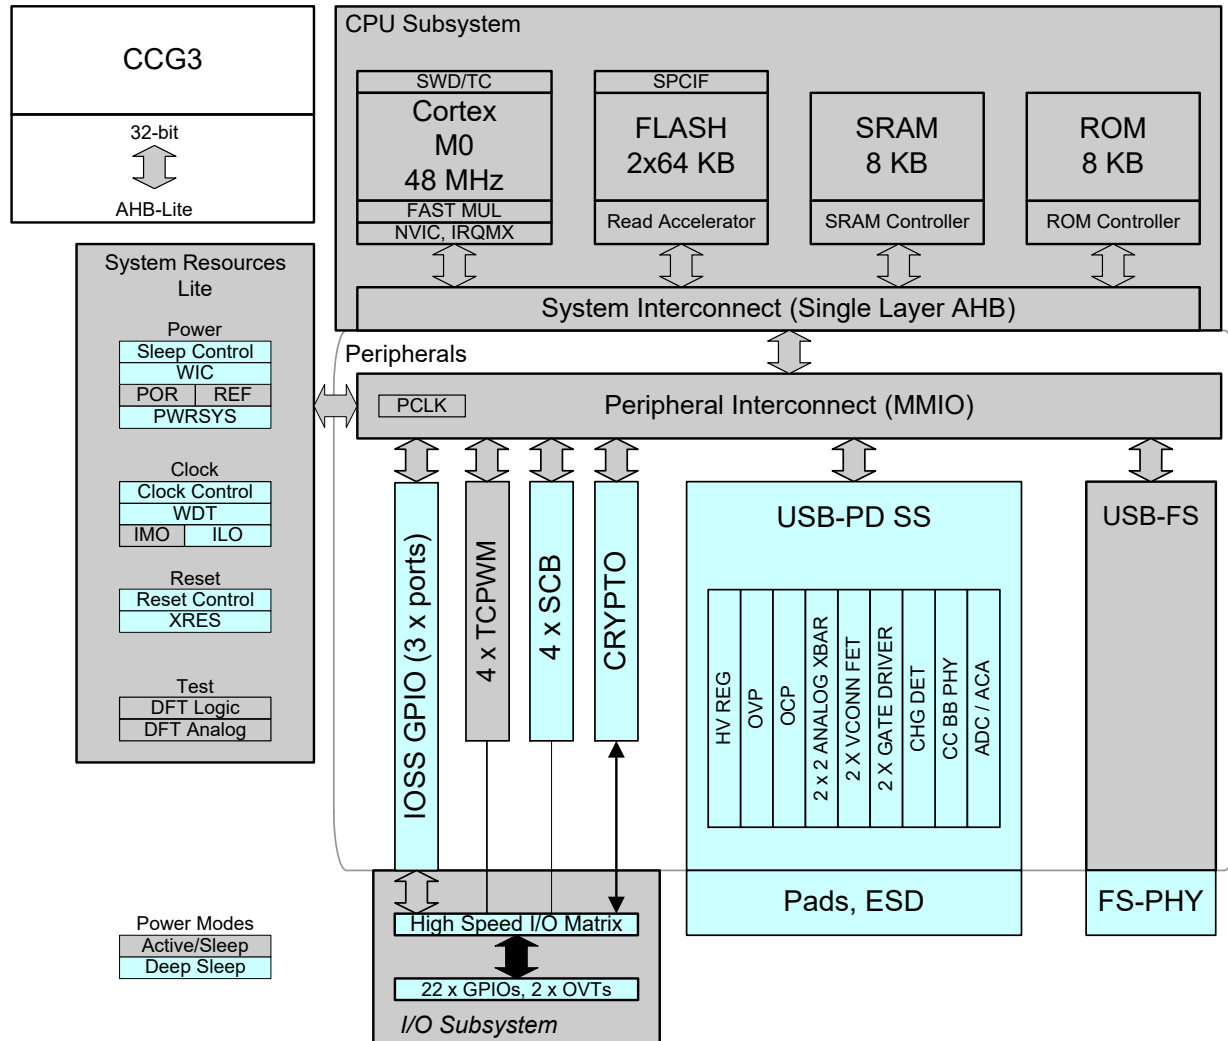 CCG3
32-bit
AHB-Lite
CPU Subsystem
SWD/TC
Cortex
M0
48 MHz
FAST MUL
NVIC, IRQMX
SPCIF
FLASH
2x64 KB
Read Accelerator
SRAM
8 KB
SRAM Controller
ROM
8 KB
ROM Controller
System Interconnect (Single Layer AHB)
System Resources
Lite
Power
Sleep Control
WIC
POR
REF
PWRSYS
Clock
Clock Control
WDT
IMO
ILO
Reset
Reset Control
XRES
Test
DFT Logic
DFT Analog
Peripherals
PCLK
Peripheral Interconnect (MMIO)
IOSS GPIO (3 x ports)
4 x TCPWM
4 x SCB
CRYPTO
USB-PD SS
HV REG
OVP
OCP
2 x 2 ANALOG XBAR
2 X VCONN FET
2 X GATE DRIVER
CHG DET
CC BB PHY
ADC / ACA
Pads, ESD
USB-FS
FS-PHY
High Speed I/O Matrix
22 x GPIOs, 2 x OVTs
I/O Subsystem
Power Modes
Active/Sleep
Deep Sleep